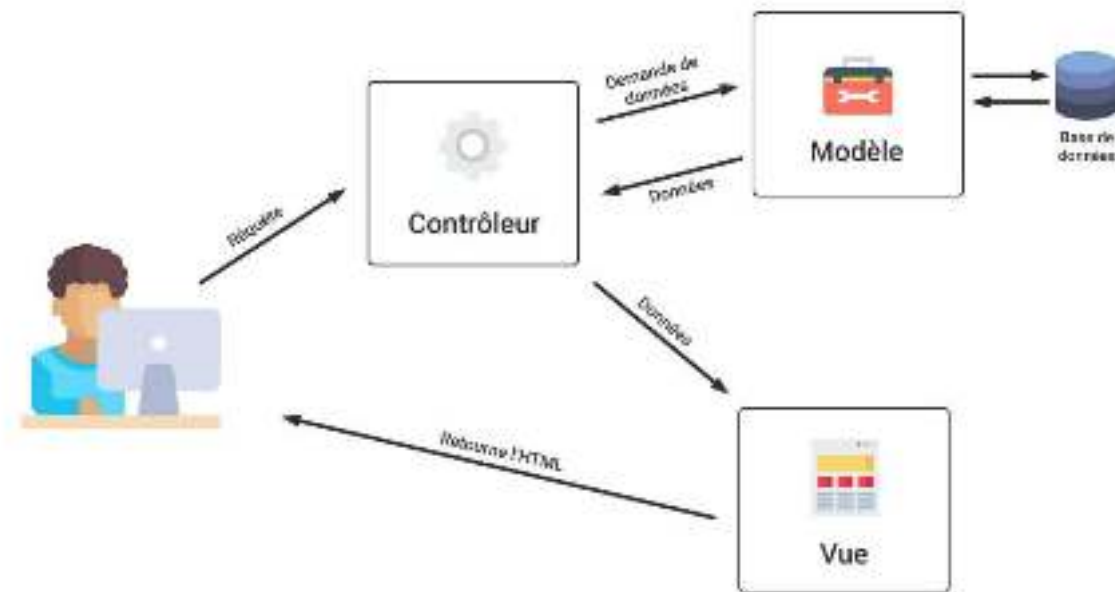 Demande de
données
Modèle
Base de
données
Données
Contrôleur
Requête
Données
Retourne l'HTML
Vue